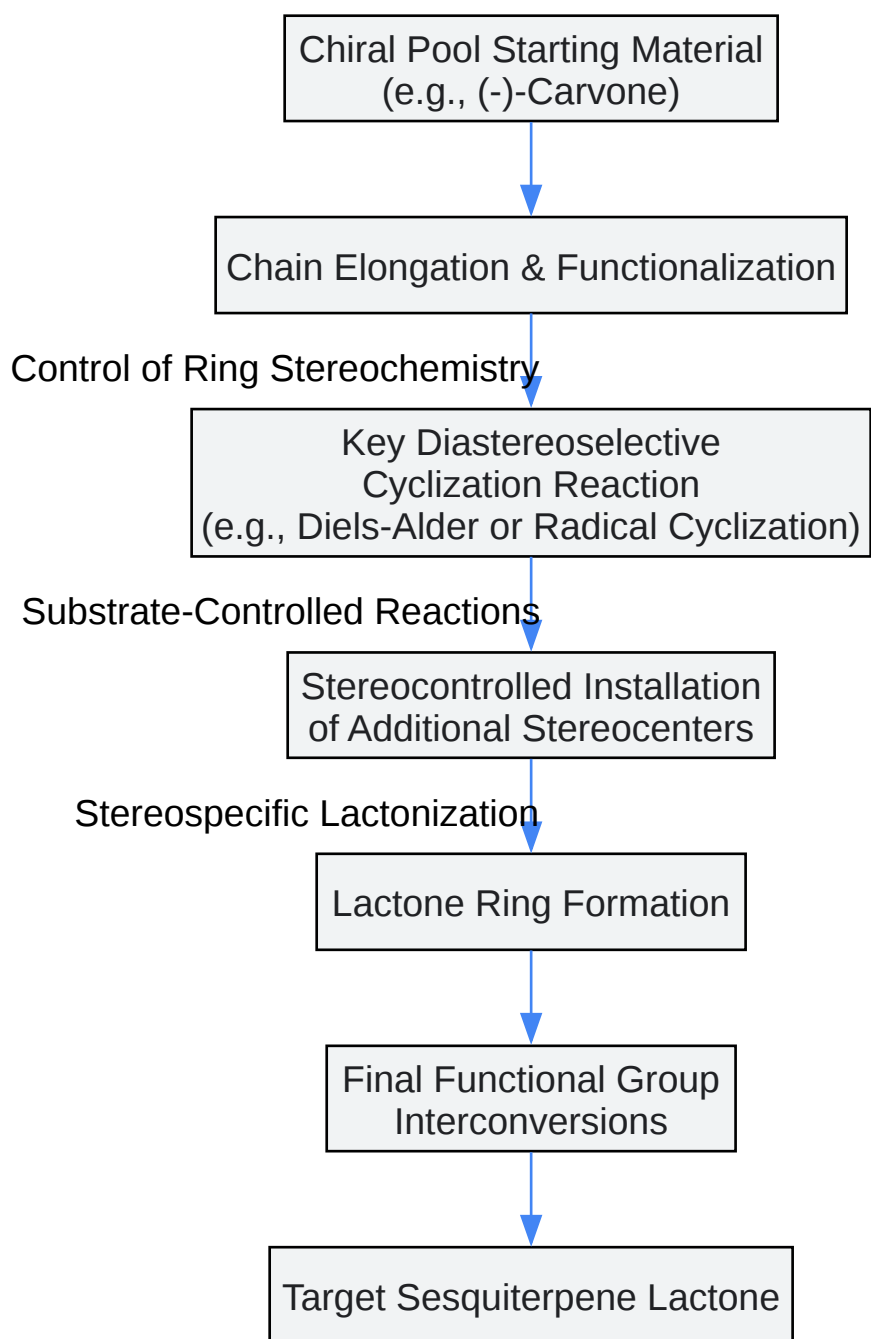 Chiral Pool Starting Material
(e.g., (-)-Carvone)
Chain Elongation & Functionalization
Control of Ring Stereochemistry
Key Diastereoselective
Cyclization Reaction
(e.g., Diels-Alder or Radical Cyclization)
Substrate-Controlled Reactions
Stereocontrolled Installation
of Additional Stereocenters
Stereospecific Lactonization
Lactone Ring Formation
Final Functional Group
Interconversions
Target Sesquiterpene Lactone